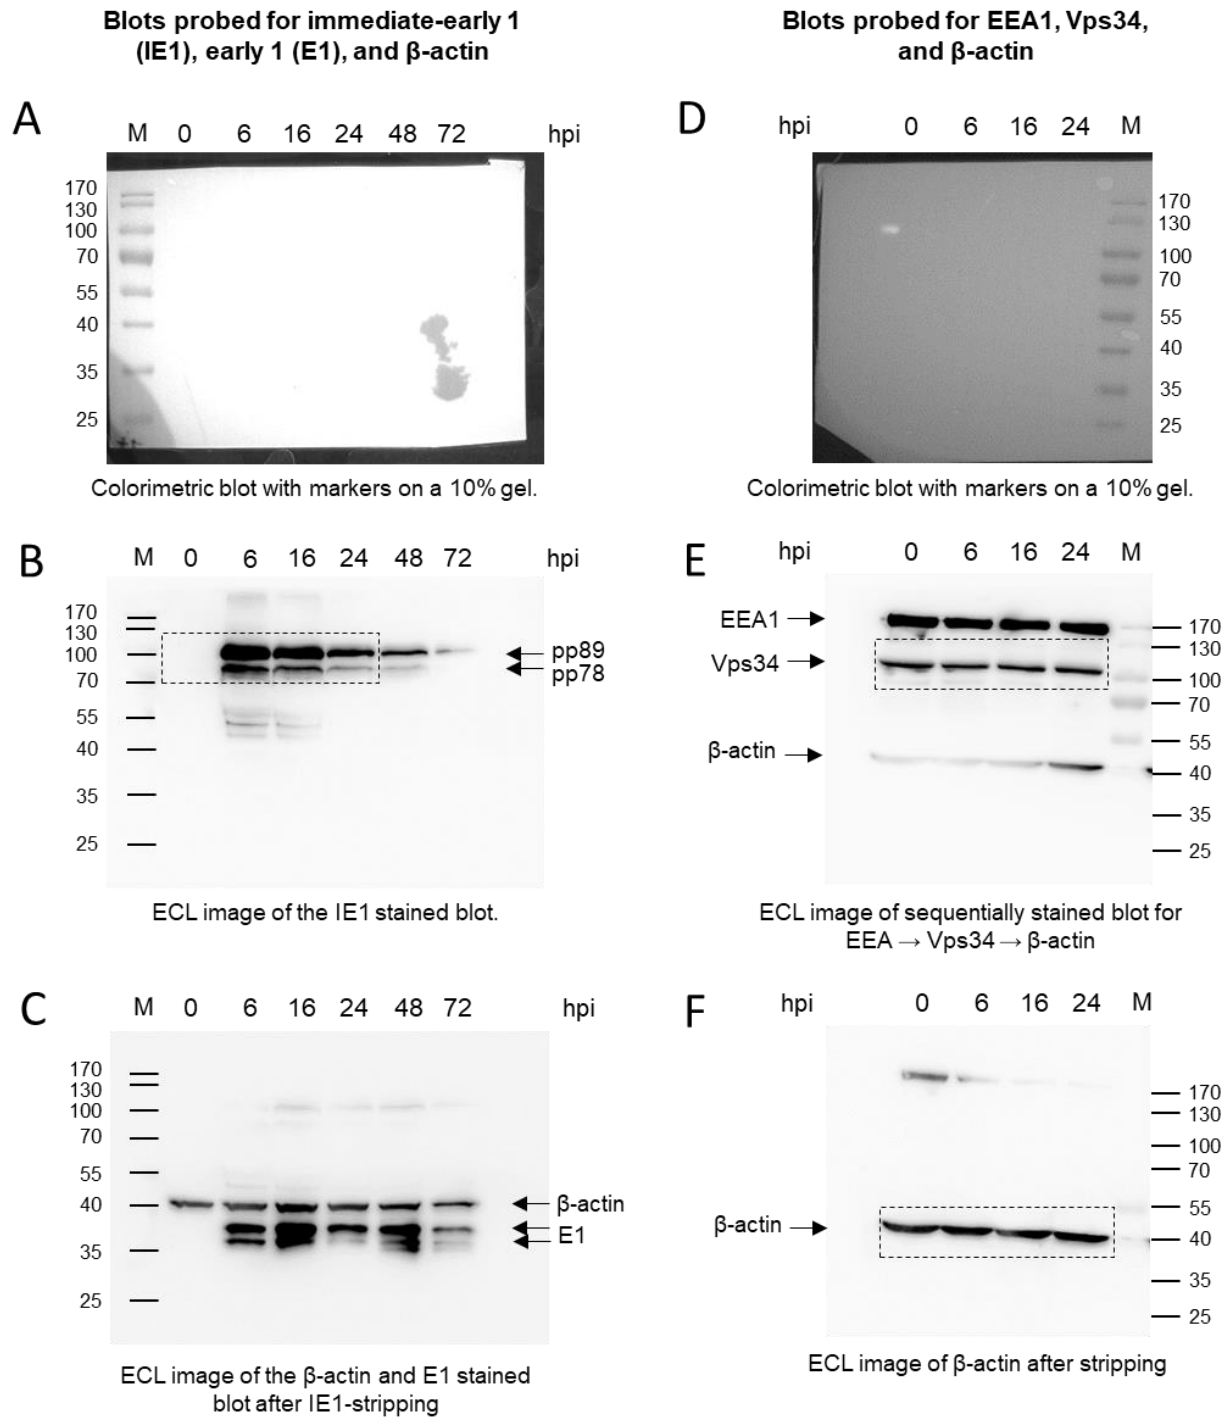 Blots probed for immediate-early 1
(IE1), early 1 (E1), and β-actin
A
M 0 6 16 24 48 72 hpi
170
130
100
70
55
40
35
25
Colorimetric blot with markers on a 10% gel.
B
M 0 6 16 24 48 72 hpi
170
130
100
70
55
40
35
25
pp89
pp78
ECL image of the IE1 stained blot.
C
M 0 6 16 24 48 72 hpi
170
130
100
70
55
40
35
25
β-actin
E1
ECL image of the β-actin and E1 stained
blot after IE1-stripping
Blots probed for EEA1, Vps34,
and β-actin
D
hpi 0 6 16 24 M
170
130
100
70
55
40
35
25
Colorimetric blot with markers on a 10% gel.
E
hpi 0 6 16 24 M
EEA1
Vps34
β-actin
170
130
100
70
55
40
35
25
ECL image of sequentially stained blot for
EEA → Vps34 → β-actin
F
hpi 0 6 16 24 M
β-actin
170
130
100
70
55
40
35
25
ECL image of β-actin after stripping